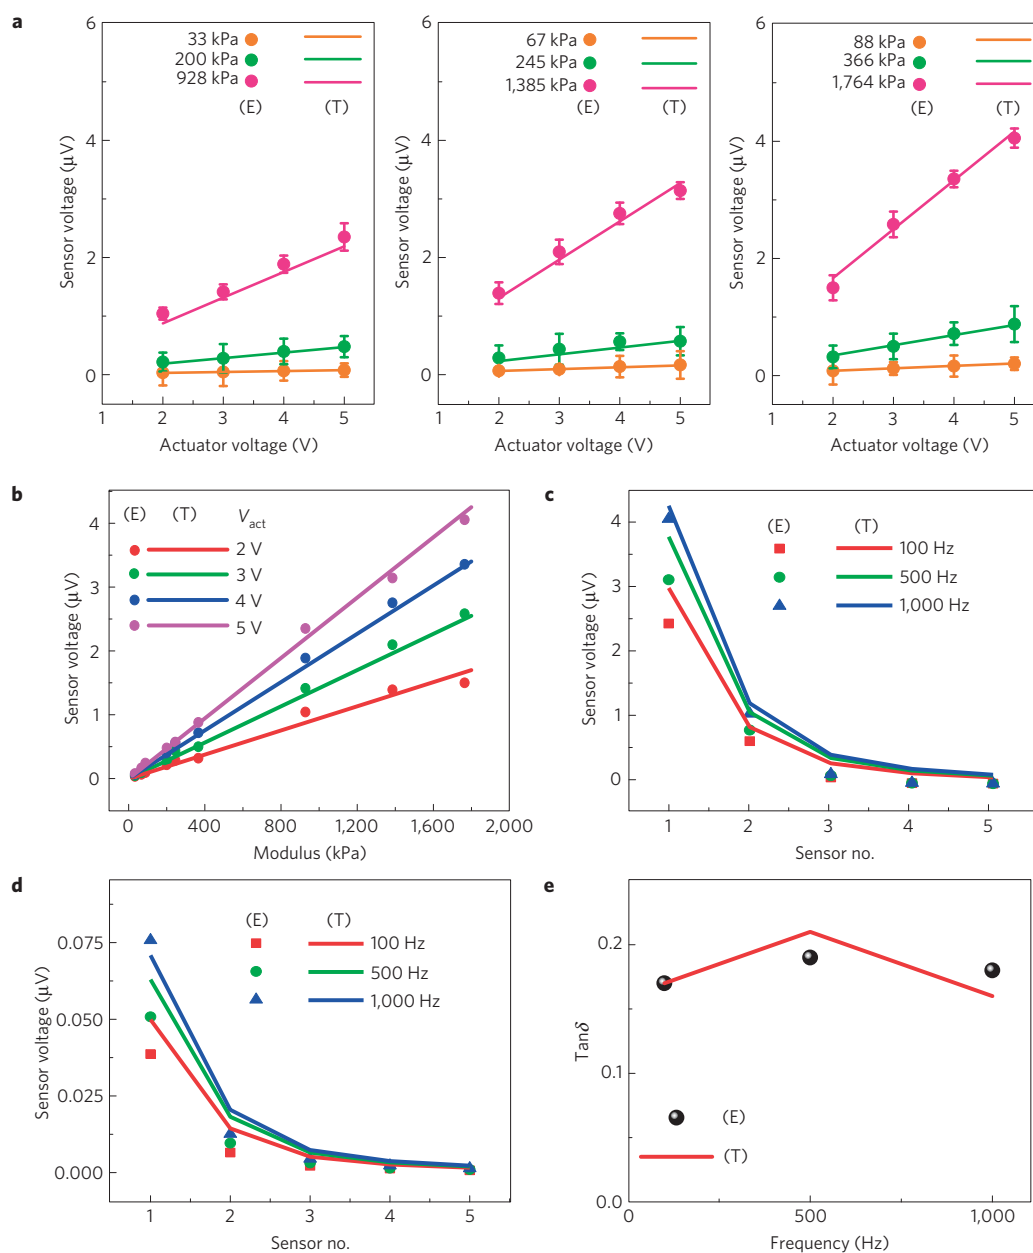 a
6
4
2
0
Sensor voltage (μV)
33 kPa
200 kPa
928 kPa
(E) (T)
2 3 4 5
Actuator voltage (V)
6
4
2
0
Sensor voltage (μV)
67 kPa
245 kPa
1,385 kPa
(E) (T)
2 3 4 5
Actuator voltage (V)
6
4
2
0
Sensor voltage (μV)
88 kPa
366 kPa
1,764 kPa
(E) (T)
2 3 4 5
Actuator voltage (V)
b
(E) (T) Vact
2 V
3 V
4 V
5 V
4
3
2
1
0
Sensor voltage (μV)
0 400 800 1,200 1,600 2,000
Modulus (kPa)
c
(E) (T)
100 Hz
500 Hz
1,000 Hz
4
3
2
1
0
Sensor voltage (μV)
1 2 3 4 5
Sensor no.
d
(E) (T)
100 Hz
500 Hz
1,000 Hz
0.075
0.050
0.025
0.000
Sensor voltage (μV)
1 2 3 4 5
Sensor no.
e
0.2
0.1
0.0
Tanδ
(E)
(T)
0 500 1,000
Frequency (Hz)